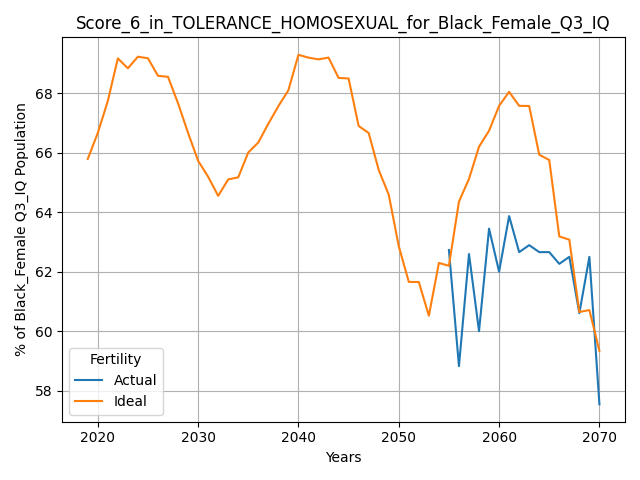 Score_6_in_TOLERANCE_HOMOSEXUAL_for_Black_Female_Q3_IQ
% of Black_Female Q3_IQ Population
68
66
64
62
60
58
Fertility
Actual
Ideal
2020 2030 2040 2050 2060 2070
Years